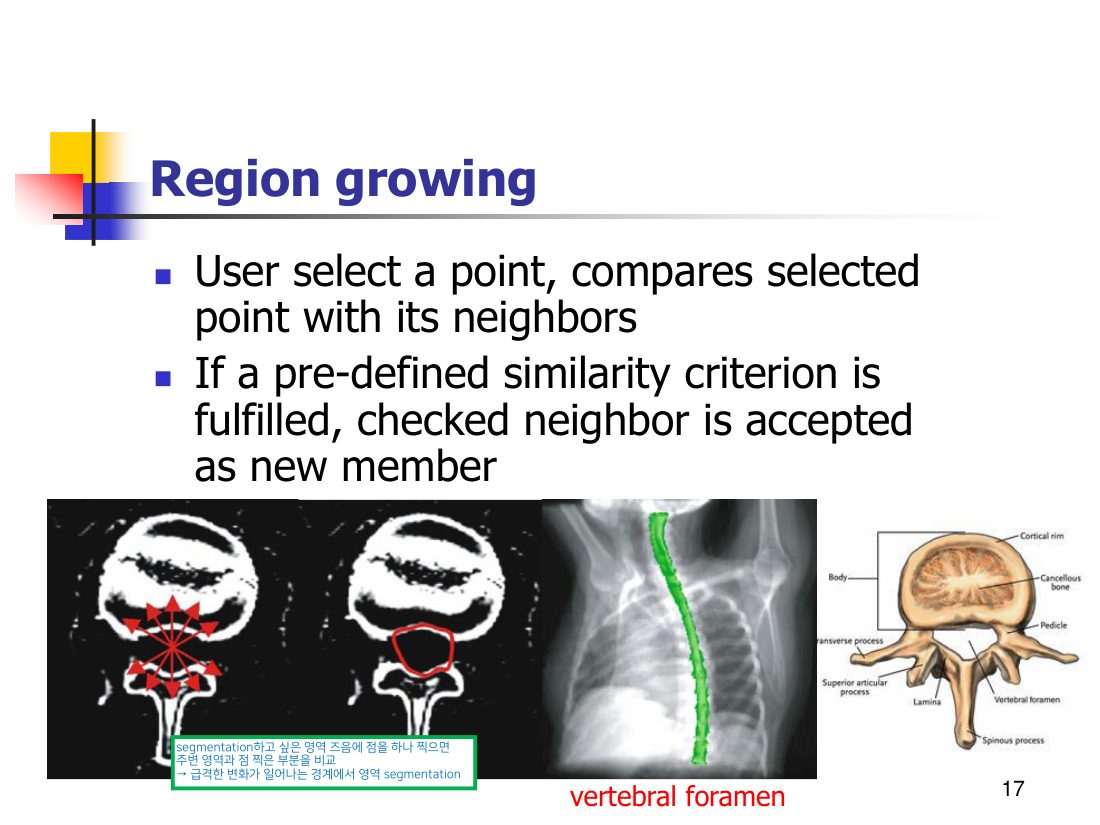 Region growing
User select a point, compares selected
point with its neighbors
If a pre-defined similarity criterion is
fulfilled, checked neighbor is accepted
as new member
Cortical rim
Body
Cancellous
bone
Pedicle
ransverse process
Superior articular
process
Lamina
Vertebral foramen
Spinous process
segmentation하고 싶은 영역 즈음에 점을 하나 찍으면
주변 영역과 점 찍은 부분을 비교
→ 급격한 변화가 일어나는 경계에서 영역 segmentation
vertebral foramen
17